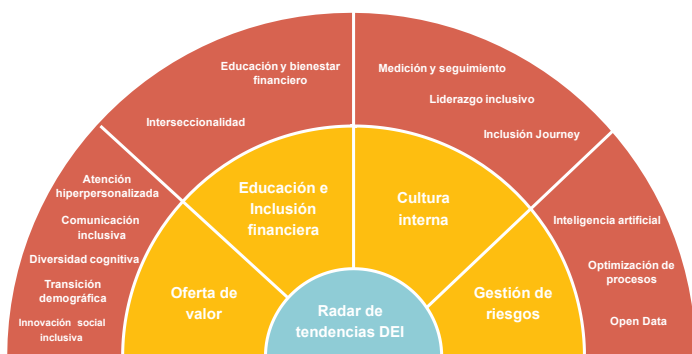 Educación y bienestar
financiero
Interseccionalidad
Medición y seguimiento
Liderazgo inclusivo
Inclusión Journey
Atención
hiperpersonalizada
Comunicación
inclusiva
Diversidad cognitiva
Transición
demográfica
Innovación social
inclusiva
Educación e
Inclusión
financiera
Cultura
interna
Inteligencia artificial
Optimización de
procesos
Open Data
Oferta de
valor
Gestión de
riesgos
Radar de
tendencias DEI